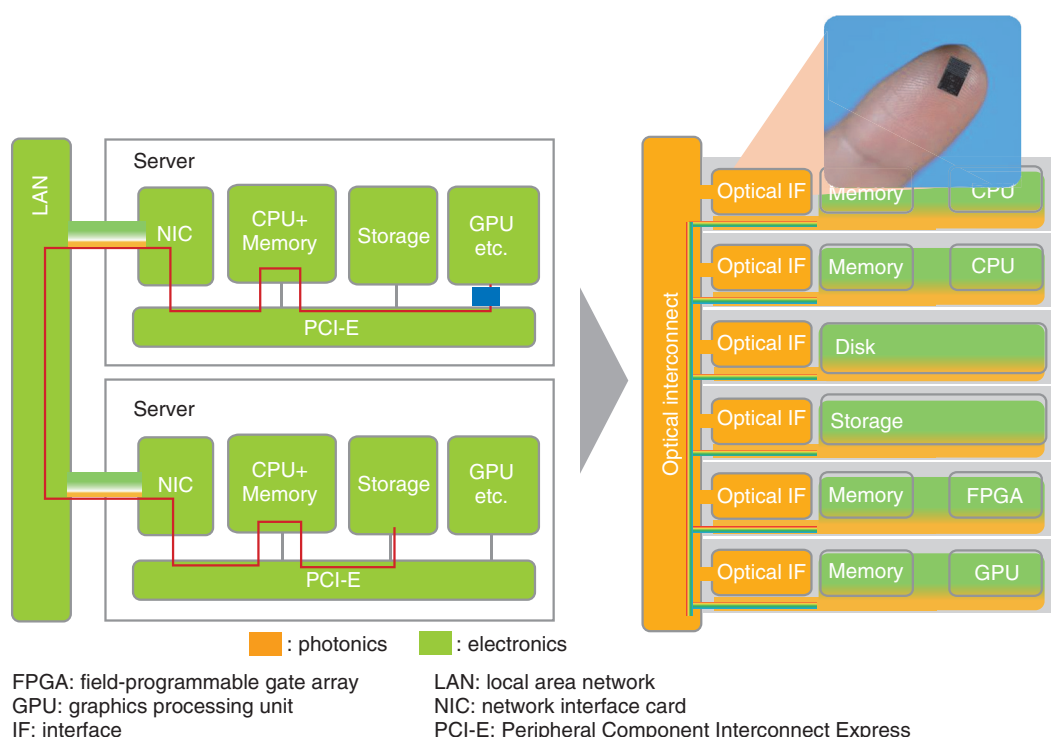 LAN
Server
NIC
CPU+
Memory
Storage
GPU
etc.
PCI-E
Server
NIC
CPU+
Memory
Storage
GPU
etc.
PCI-E
Optical interconnect
Optical IF
Memory
CPU
Optical IF
Memory
CPU
Optical IF
Disk
Optical IF
Storage
Optical IF
Memory
FPGA
Optical IF
Memory
GPU
: photonics
: electronics
FPGA: field-programmable gate array
GPU: graphics processing unit
IF: interface
LAN: local area network
NIC: network interface card
PCI-E: Peripheral Component Interconnect Express